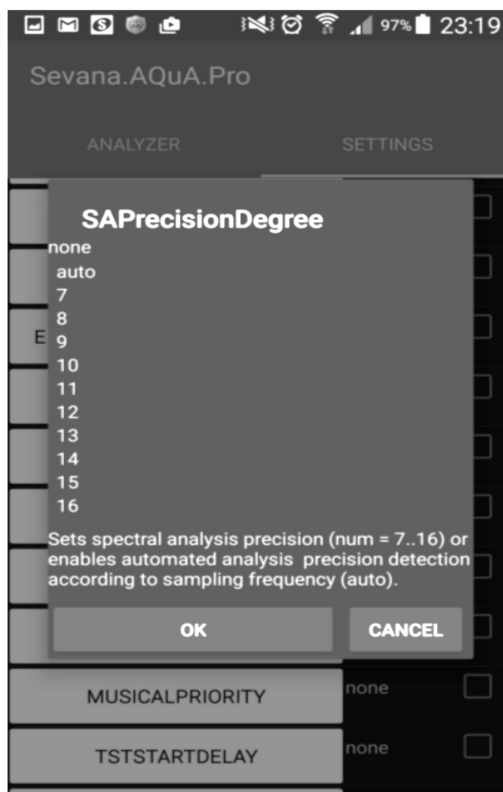 97% 23:19
Sevana.AQuA.Pro
ANALYZER SETTINGS
SAPrecisionDegree
none
auto
7
8
E 9
10
11
12
13
14
15
16
Sets spectral analysis precision (num = 7..16) or
enables automated analysis precision detection
according to sampling frequency (auto).
OK CANCEL
MUSICALPRIORITY none
TSTSTARTDELAY none